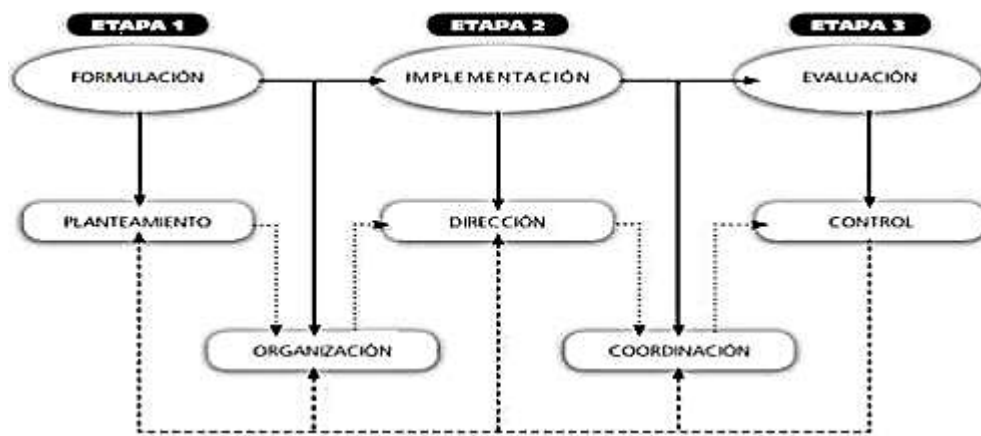 ETAPA 1
ETAPA 2
ETAPA 3
FORMULACIÓN
IMPLEMENTACIÓN
EVALUACIÓN
PLANTEAMIENTO
DIRECCIÓN
CONTROL
ORGANIZACIÓN
COORDINACIÓN